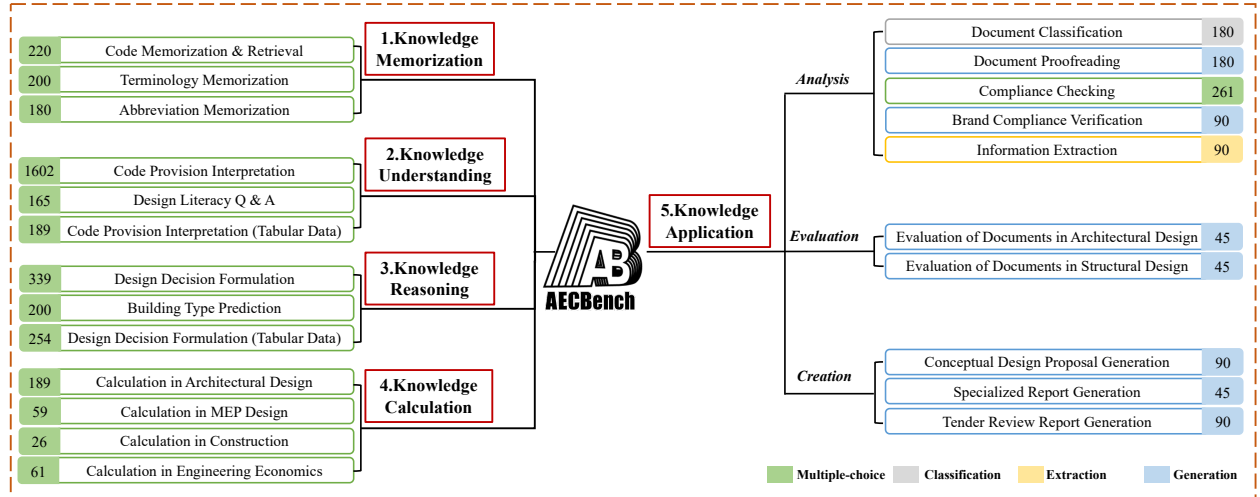 1.Knowledge
Memorization
220 Code Memorization & Retrieval
200 Terminology Memorization
180 Abbreviation Memorization
2.Knowledge
Understanding
1602 Code Provision Interpretation
165 Design Literacy Q & A
189 Code Provision Interpretation (Tabular Data)
3.Knowledge
Reasoning
339 Design Decision Formulation
200 Building Type Prediction
254 Design Decision Formulation (Tabular Data)
4.Knowledge
Calculation
189 Calculation in Architectural Design
59 Calculation in MEP Design
26 Calculation in Construction
61 Calculation in Engineering Economics
AB
AECBench
5.Knowledge
Application
Analysis
Document Classification 180
Document Proofreading 180
Compliance Checking 261
Brand Compliance Verification 90
Information Extraction 90
Evaluation
Evaluation of Documents in Architectural Design 45
Evaluation of Documents in Structural Design 45
Creation
Conceptual Design Proposal Generation 90
Specialized Report Generation 45
Tender Review Report Generation 90
Multiple-choice Classification Extraction Generation